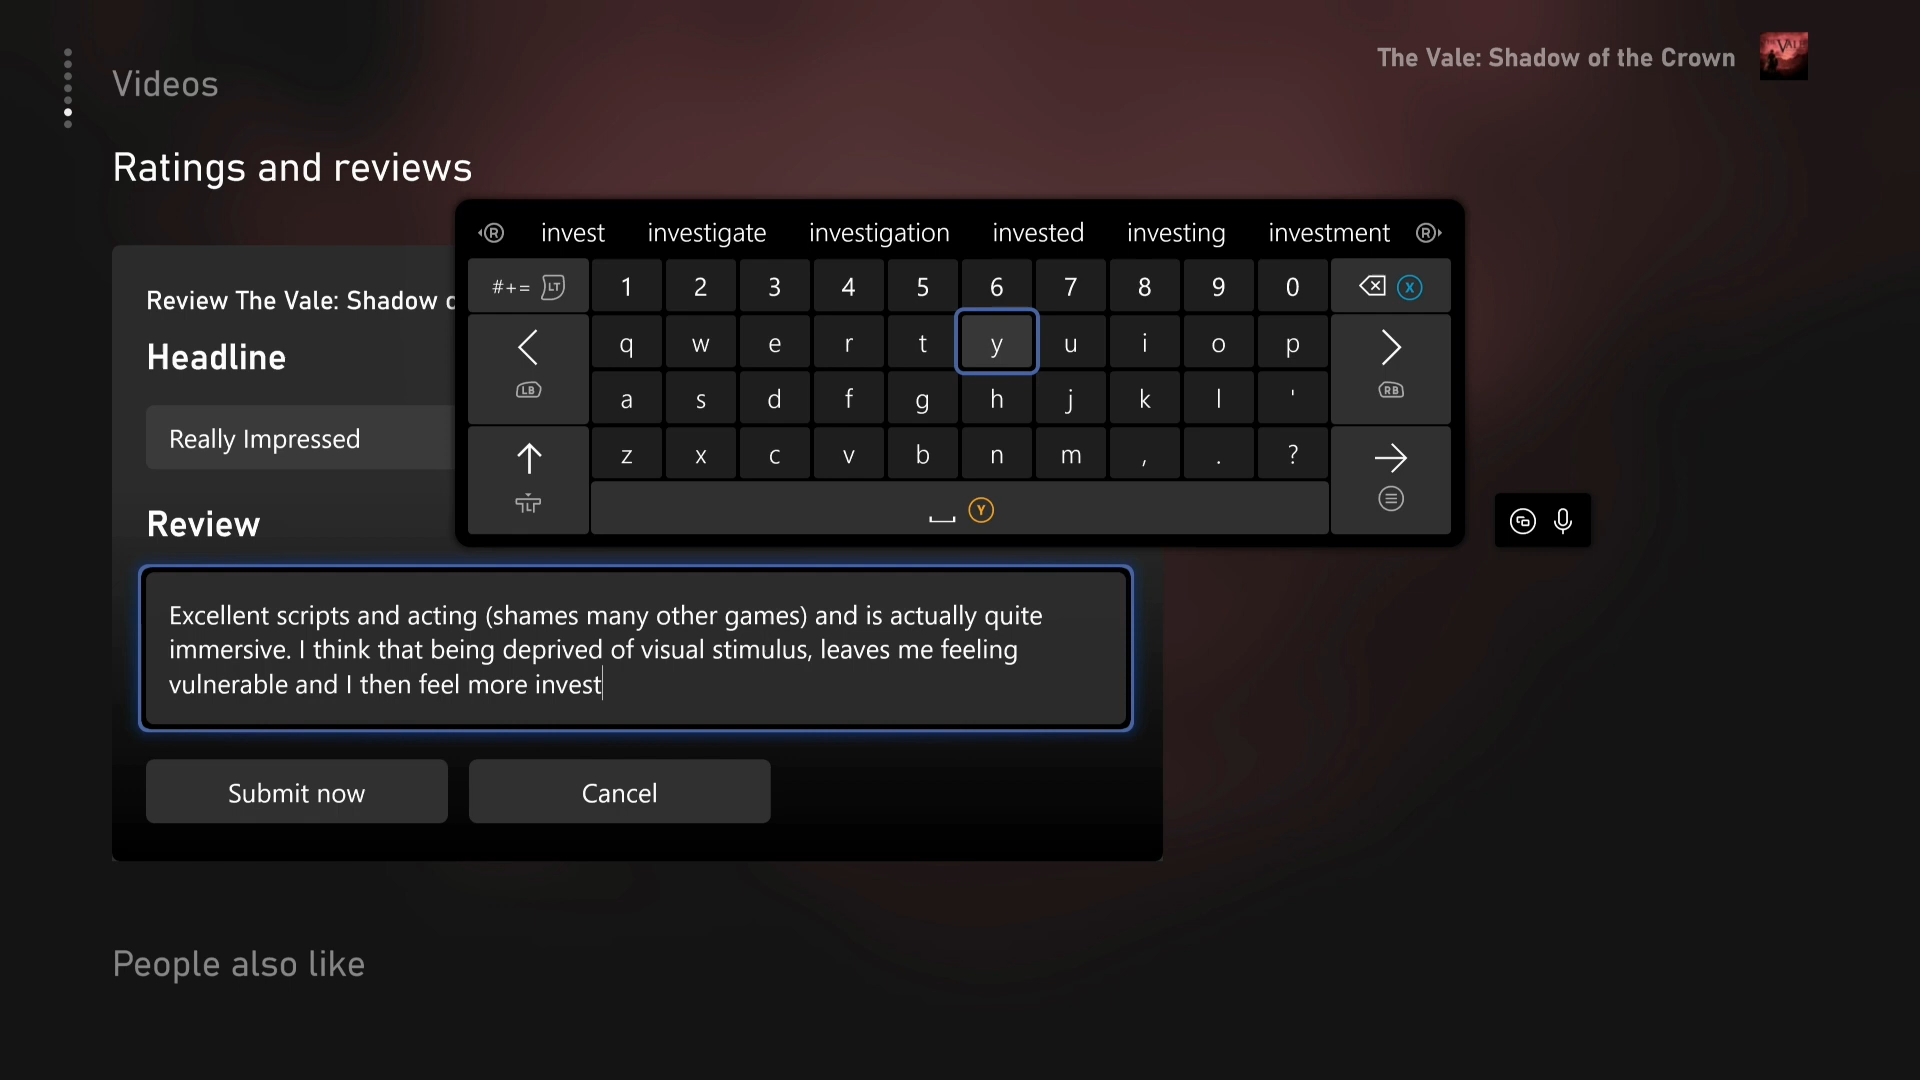 The Vale: Shadow of the Crown
Videos
Ratings and reviews
Review The Vale: Shadow
Headline
Really Impressed
invest investigate investigation invested investing investment
#+= LT 1 2 3 4 5 6 7 8 9 0 X
q w e r t y u i o p
LB a s d f g h j k l ' RB
z x c v b n m , . ?
Y
Review
Excellent scripts and acting (shames many other games) and is actually quite
immersive. I think that being deprived of visual stimulus, leaves me feeling
vulnerable and I then feel more invest
Submit now Cancel
People also like